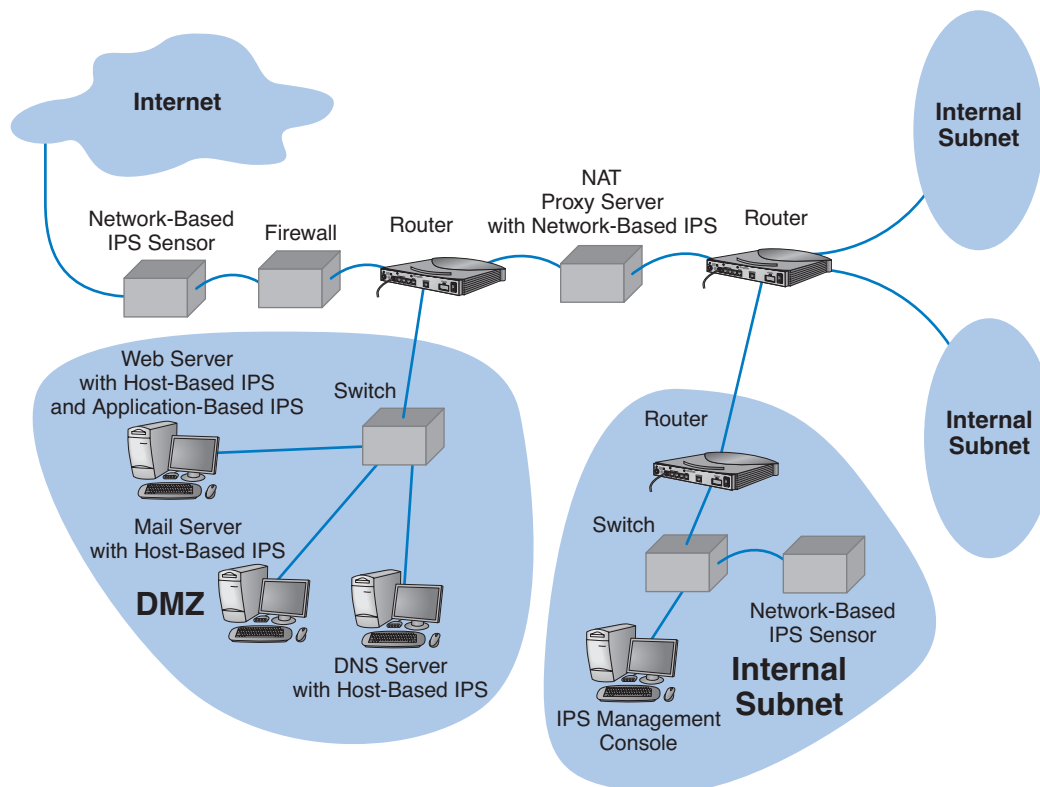 Internet
Internal
Subnet
NAT
Proxy Server
with Network-Based IPS
Network-Based
IPS Sensor
Firewall
Router
Router
Web Server
with Host-Based IPS
and Application-Based IPS
Switch
Router
Internal
Subnet
Mail Server
with Host-Based IPS
Switch
DMZ
Network-Based
IPS Sensor
DNS Server
with Host-Based IPS
Internal
Subnet
IPS Management
Console